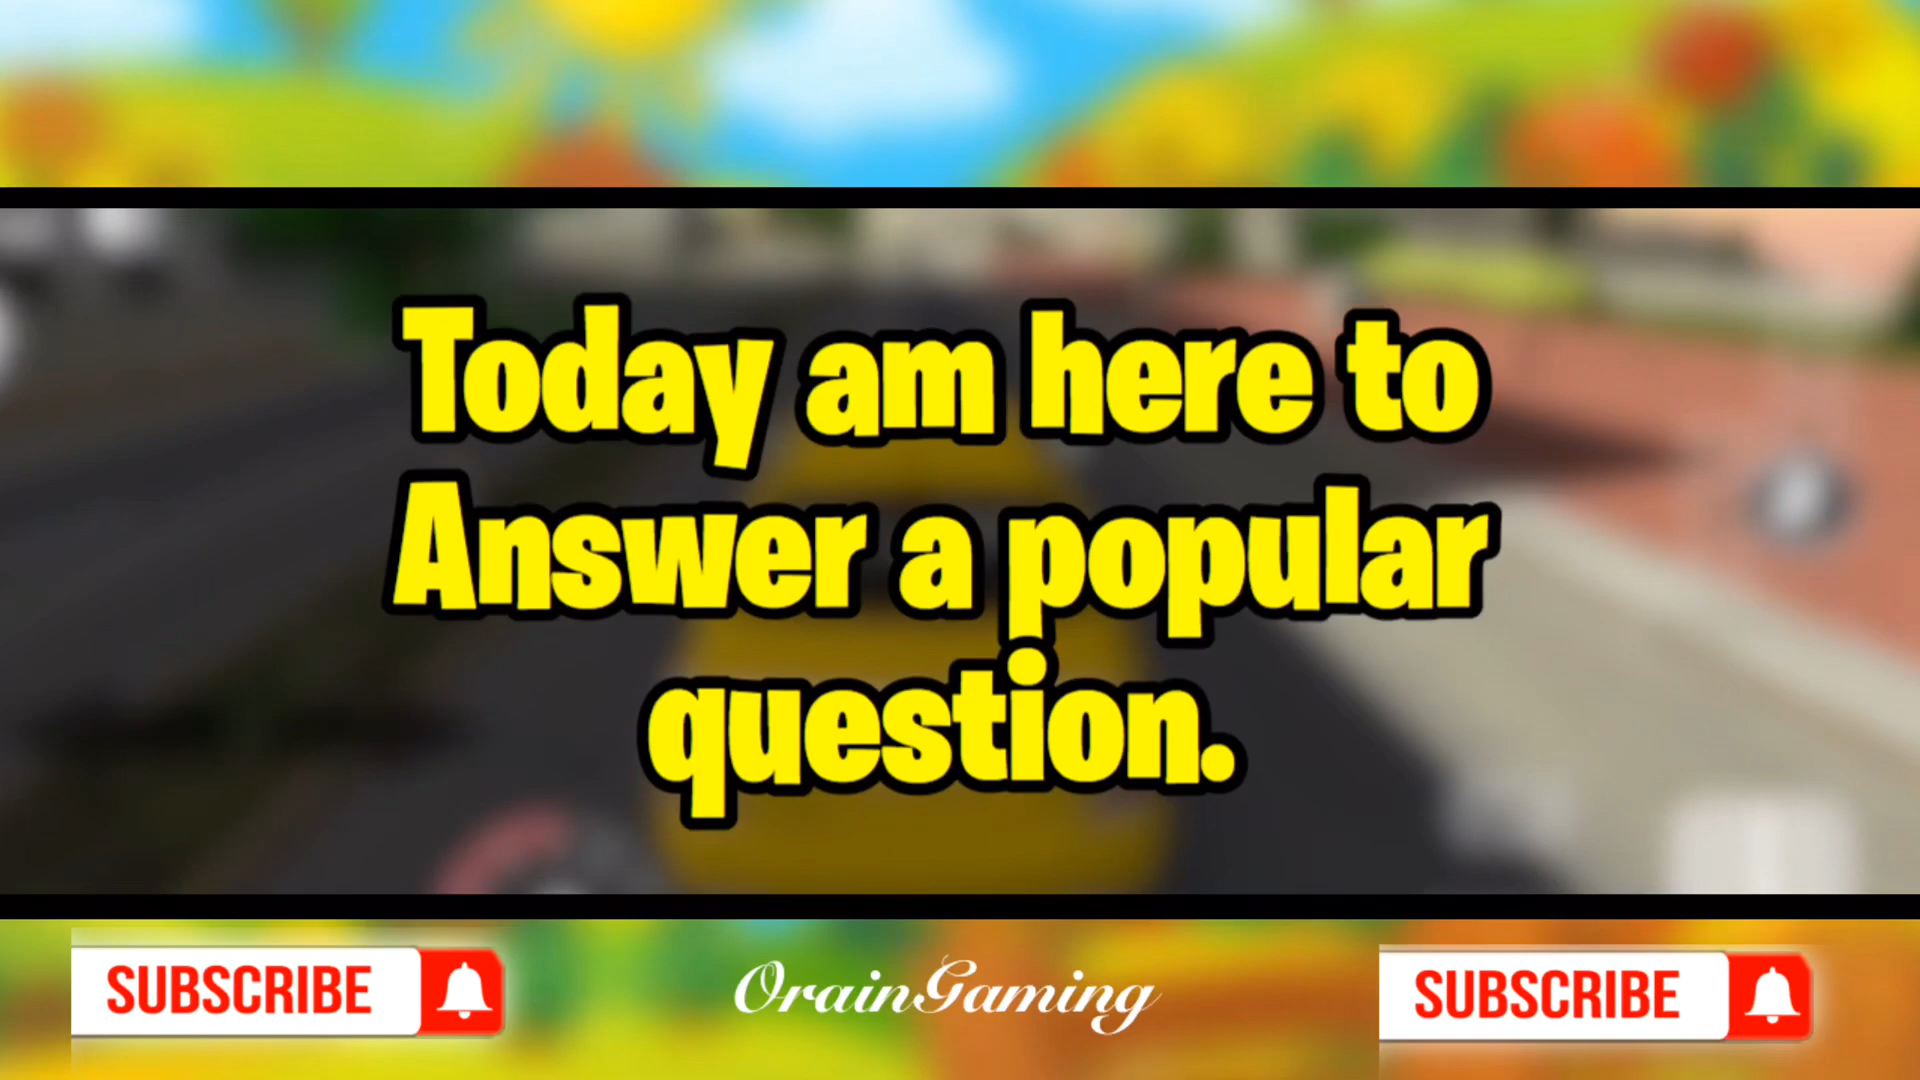 Today am here to
Answer a popular
question.
SUBSCRIBE
OrainGaming
SUBSCRIBE